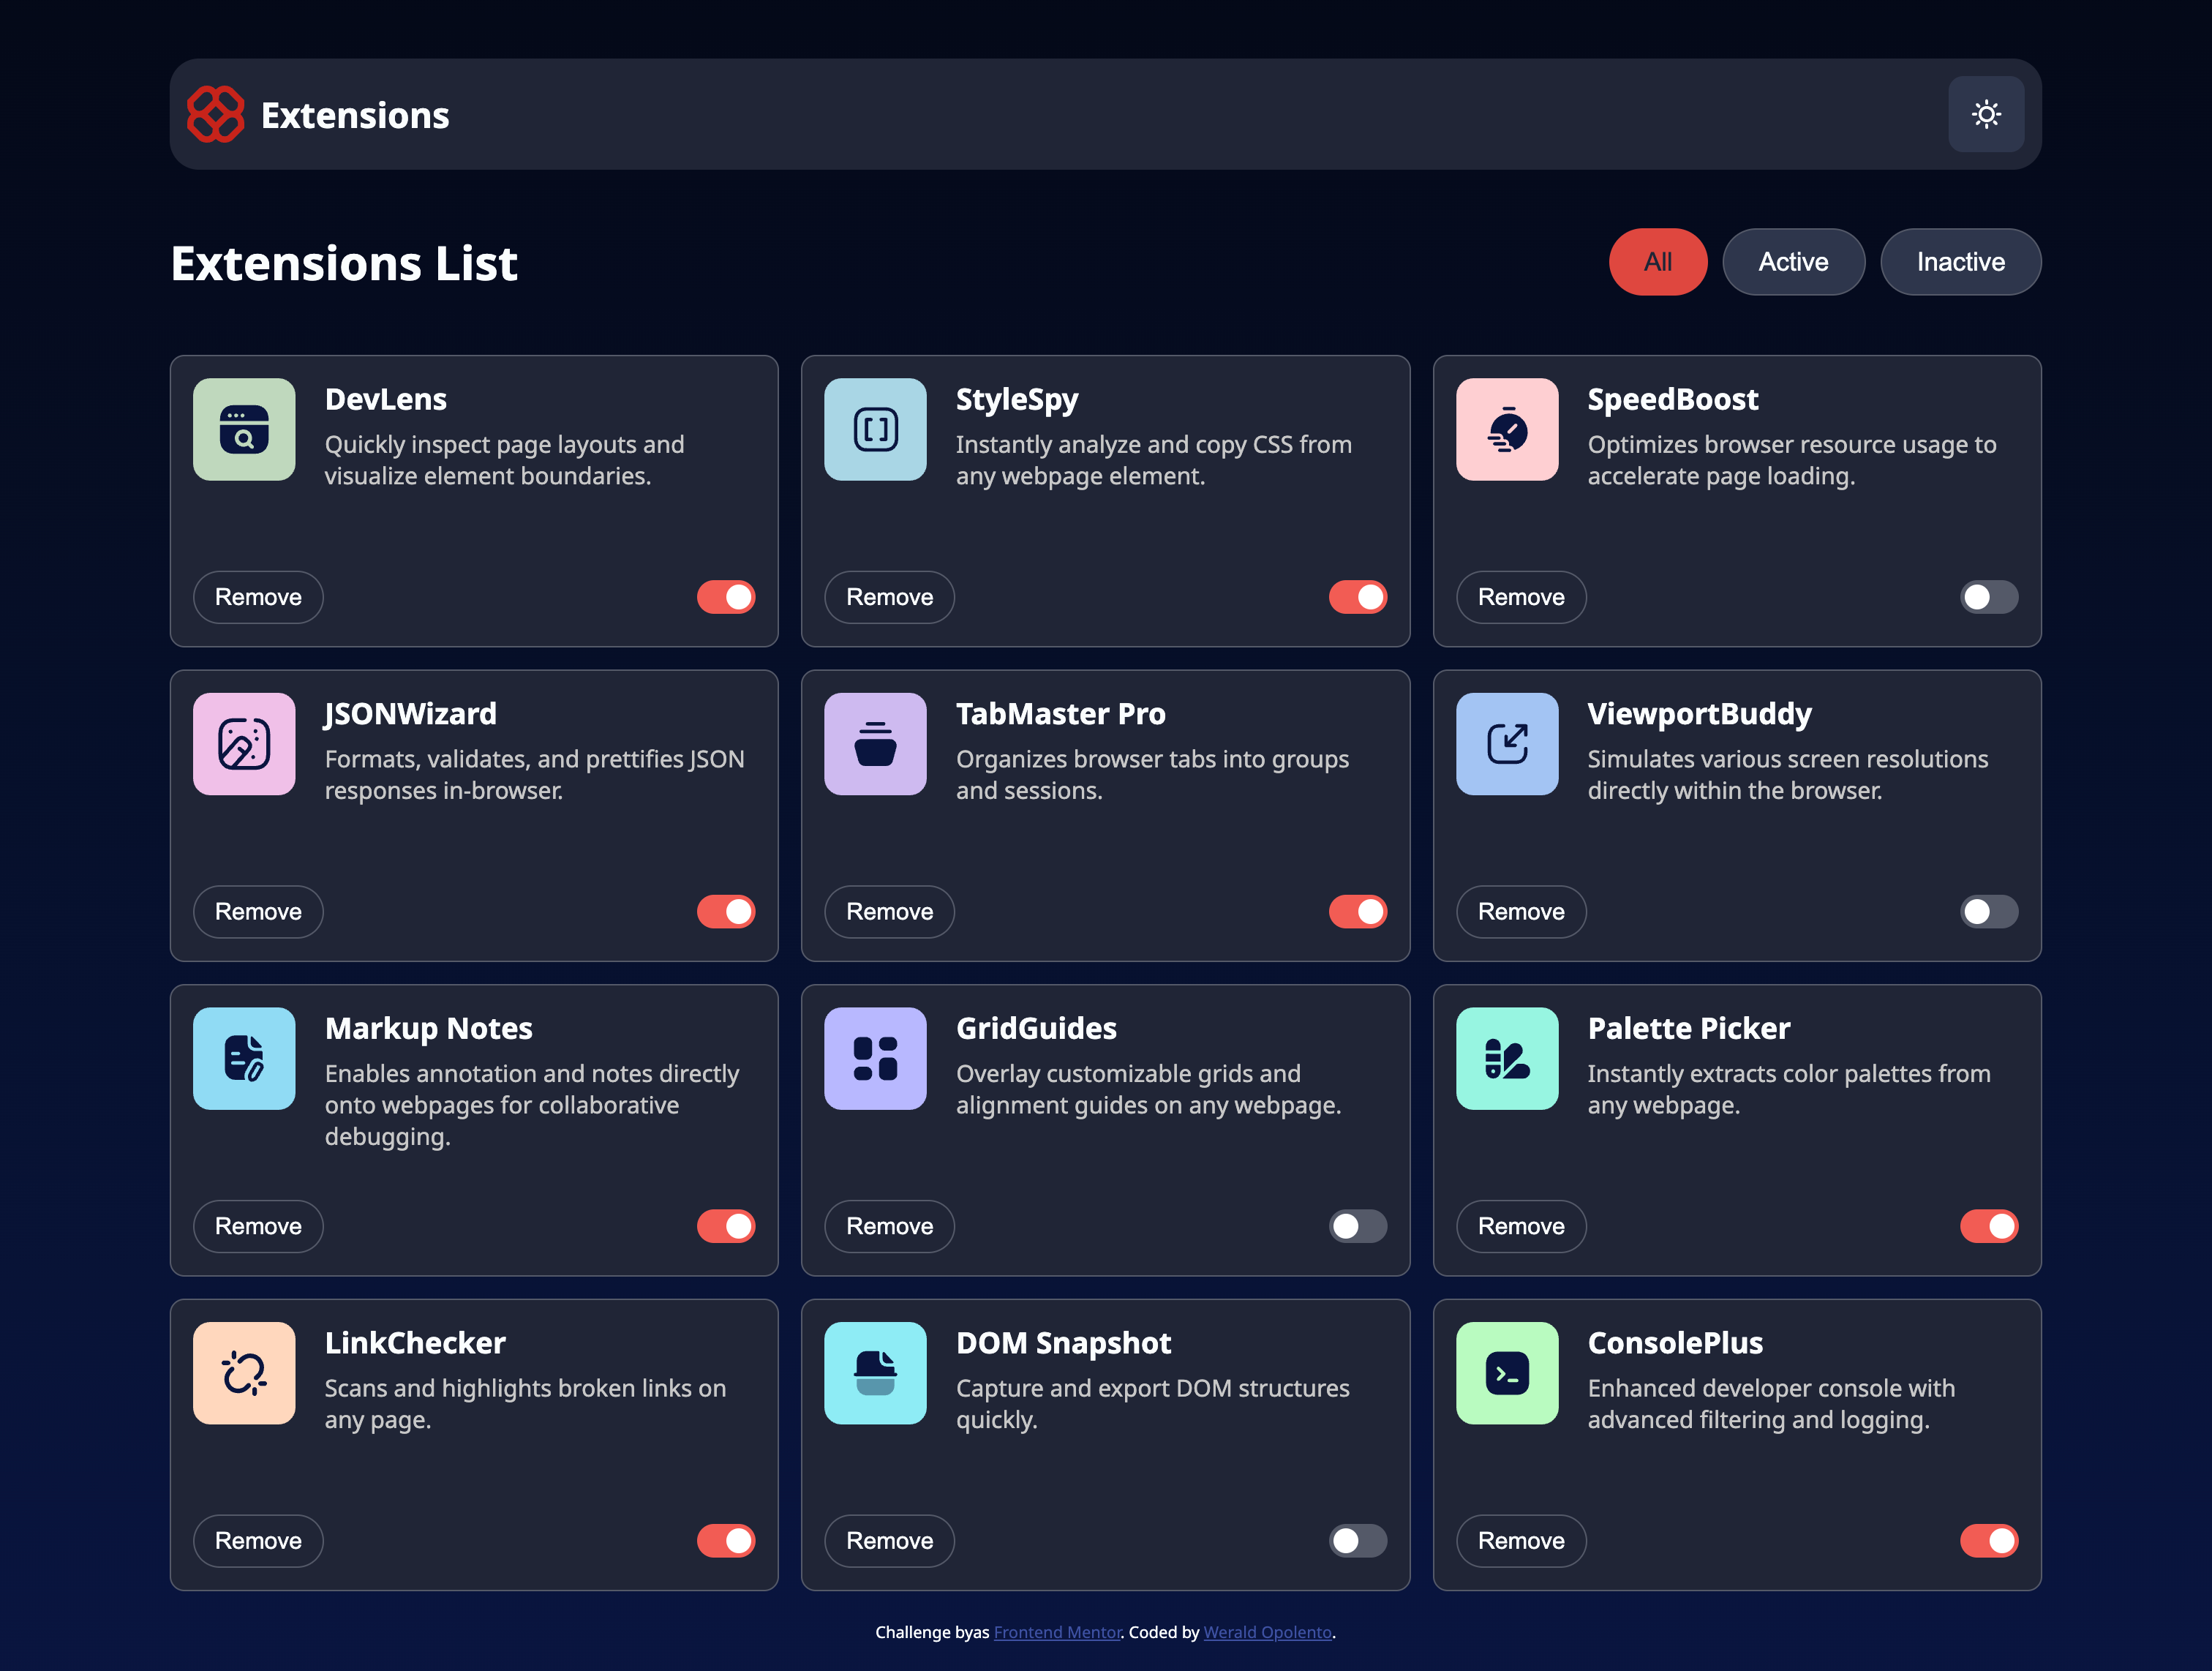 Extensions
Extensions List
All
Active
Inactive
DevLens
Quickly inspect page layouts and
visualize element boundaries.
Remove
StyleSpy
Instantly analyze and copy CSS from
any webpage element.
Remove
SpeedBoost
Optimizes browser resource usage to
accelerate page loading.
Remove
JSONWizard
Formats, validates, and prettifies JSON
responses in-browser.
Remove
TabMaster Pro
Organizes browser tabs into groups
and sessions.
Remove
ViewportBuddy
Simulates various screen resolutions
directly within the browser.
Remove
Markup Notes
Enables annotation and notes directly
onto webpages for collaborative
debugging.
Remove
GridGuides
Overlay customizable grids and
alignment guides on any webpage.
Remove
Palette Picker
Instantly extracts color palettes from
any webpage.
Remove
LinkChecker
Scans and highlights broken links on
any page.
Remove
DOM Snapshot
Capture and export DOM structures
quickly.
Remove
ConsolePlus
Enhanced developer console with
advanced filtering and logging.
Remove
Challenge byas Frontend Mentor. Coded by Werald Opolento.